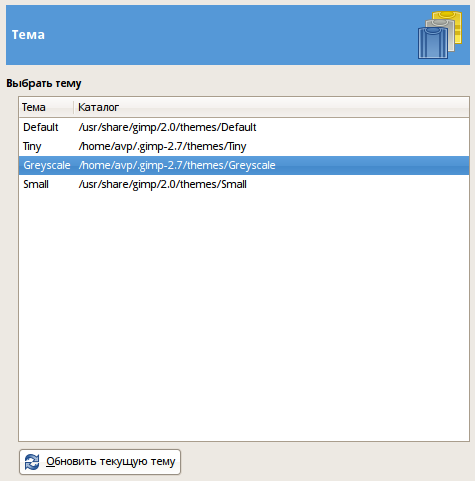 Тема
Выбрать тему
Тема Каталог
Default /usr/share/gimp/2.0/themes/Default
Tiny /home/avp/.gimp-2.7/themes/Tiny
Greyscale /home/avp/.gimp-2.7/themes/Greyscale
Small /usr/share/gimp/2.0/themes/Small
Обновить текущую тему